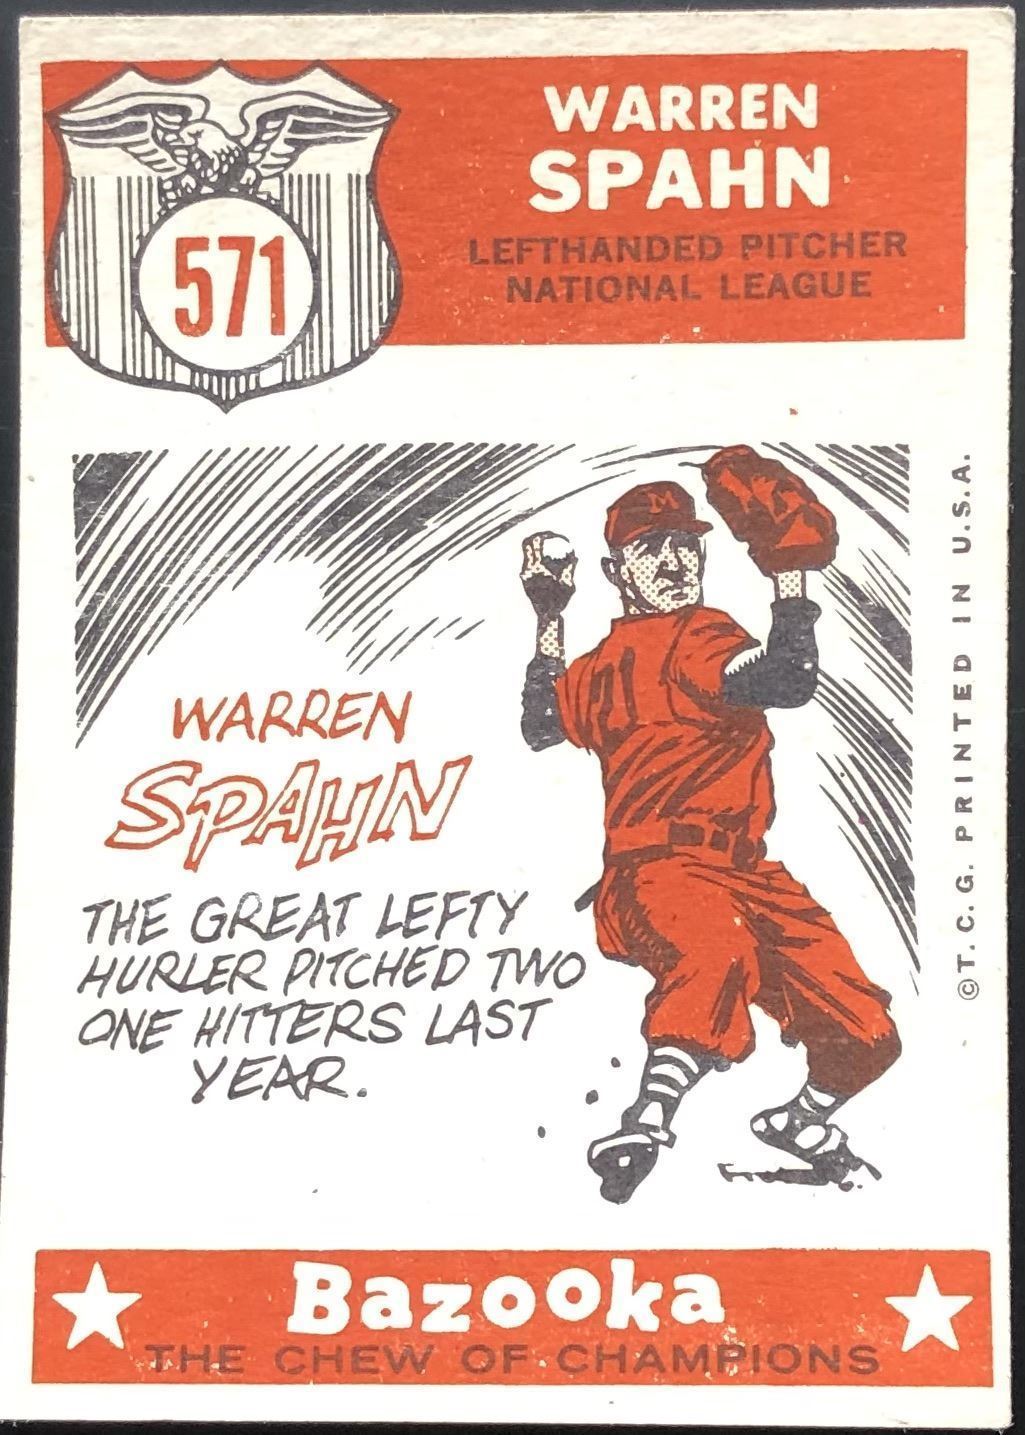 571
WARREN
SPAHN
LEFTHANDED PITCHER
NATIONAL LEAGUE
M
WARREN
SPAHN
THE GREAT LEFTY
HURLER PITCHED TWO
ONE HITTERS LAST
YEAR.
© T.C.G. PRINTED IN U.S.A.
Bazooka
THE CHEW OF CHAMPIONS